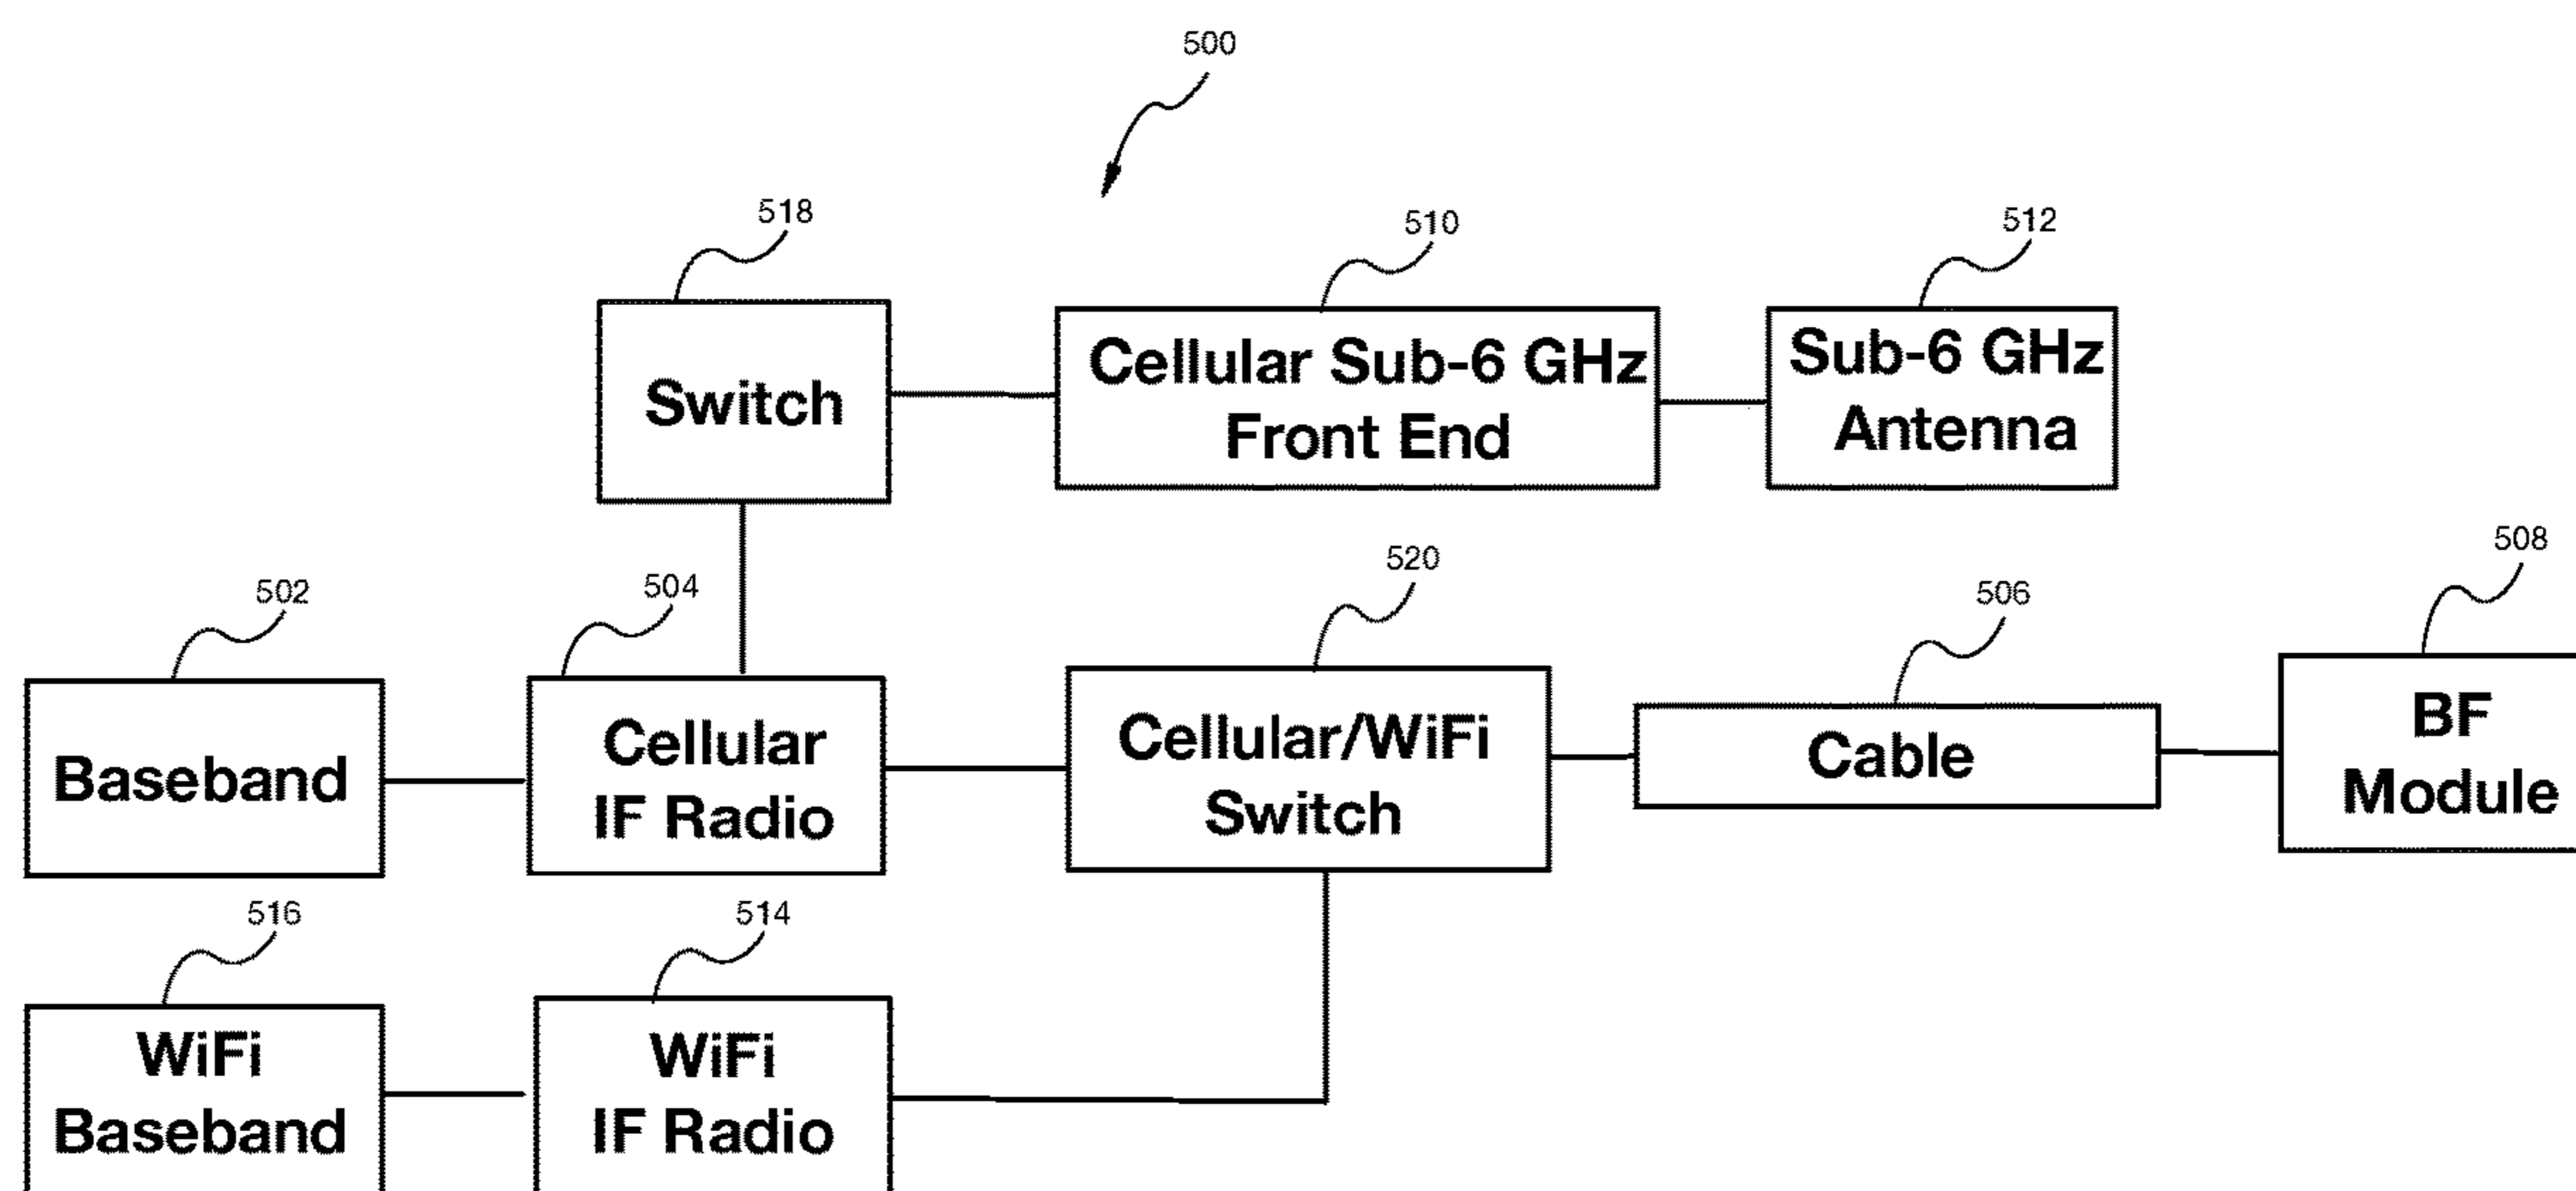 500
518
510
512
Switch
Cellular Sub-6 GHz
Front End
Sub-6 GHz
Antenna
502
504
520
506
508
Baseband
Cellular
IF Radio
Cellular/WiFi
Switch
Cable
BF
Module
516
514
WiFi
Baseband
WiFi
IF Radio